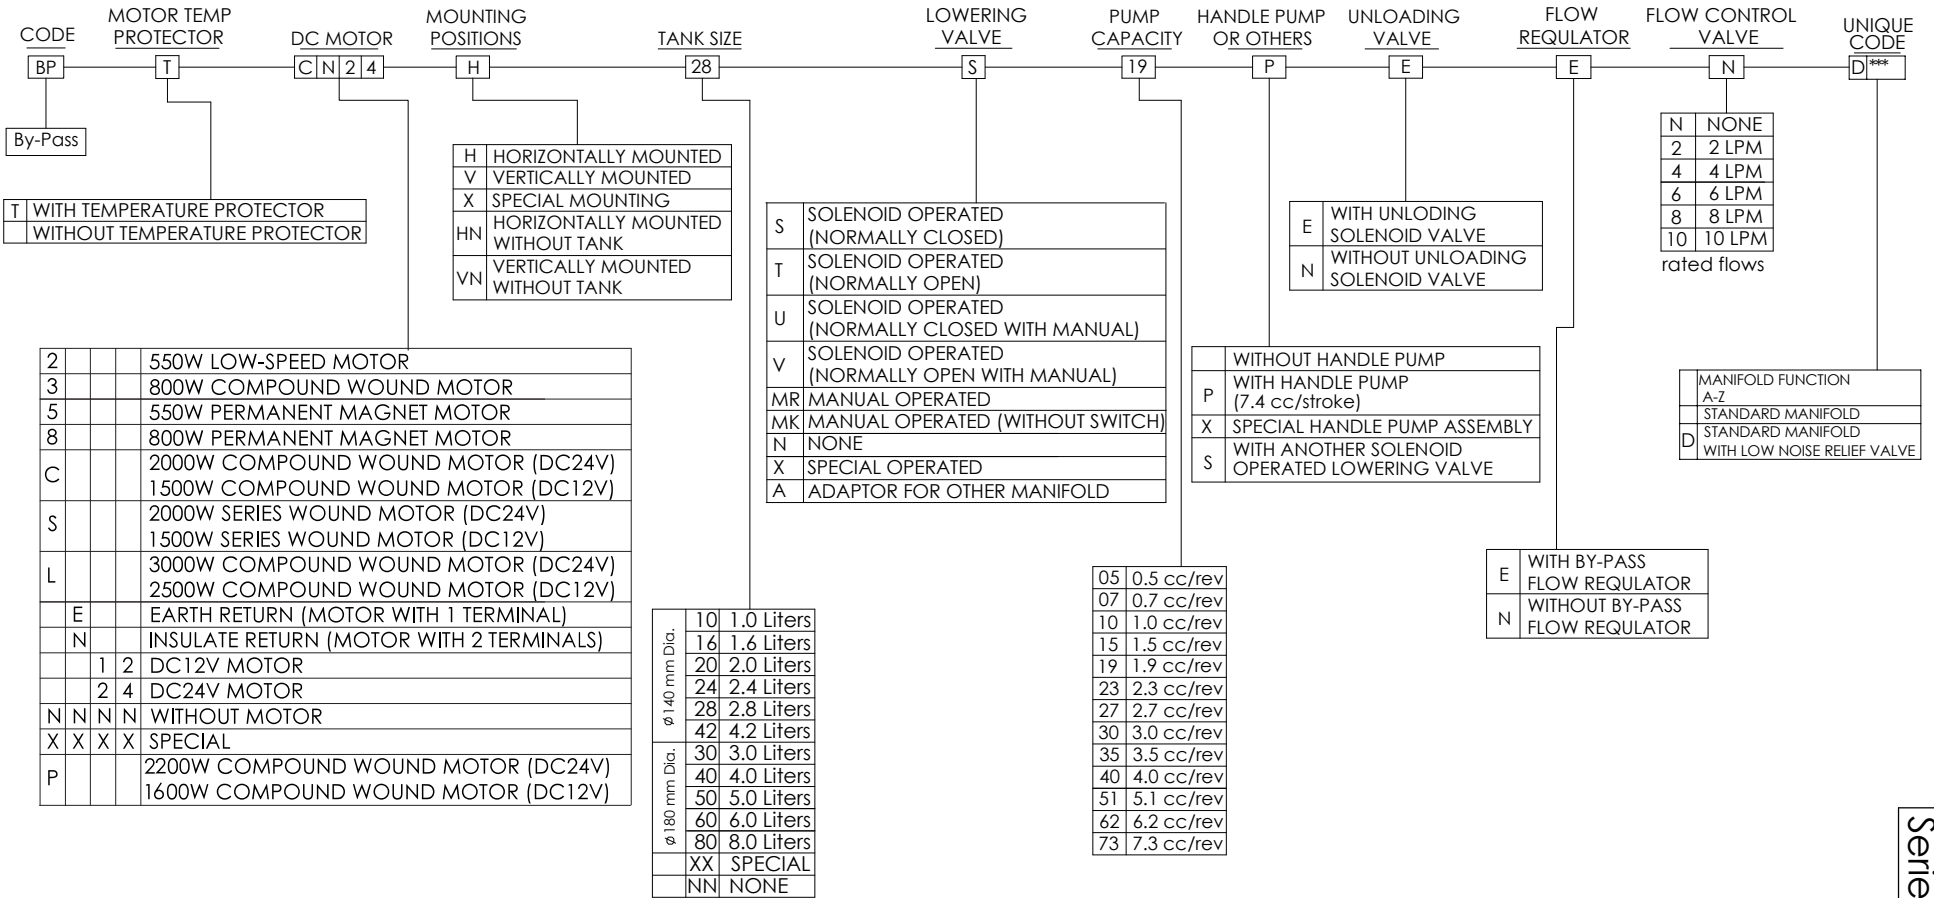 CODE
MOTOR TEMP
PROTECTOR
DC MOTOR
MOUNTING
POSITIONS
TANK SIZE
LOWERING
VALVE
PUMP
CAPACITY
HANDLE PUMP
OR OTHERS
UNLOADING
VALVE
FLOW
REQULATOR
FLOW CONTROL
VALVE
UNIQUE
CODE
BP T C N 2 4 H 28 S 19 P E E N D ***
By-Pass
T WITH TEMPERATURE PROTECTOR
WITHOUT TEMPERATURE PROTECTOR
2 550W LOW-SPEED MOTOR
3 800W COMPOUND WOUND MOTOR
5 550W PERMANENT MAGNET MOTOR
8 800W PERMANENT MAGNET MOTOR
C 2000W COMPOUND WOUND MOTOR (DC24V)
1500W COMPOUND WOUND MOTOR (DC12V)
S 2000W SERIES WOUND MOTOR (DC24V)
1500W SERIES WOUND MOTOR (DC12V)
L 3000W COMPOUND WOUND MOTOR (DC24V)
2500W COMPOUND WOUND MOTOR (DC12V)
E EARTH RETURN (MOTOR WITH 1 TERMINAL)
N INSULATE RETURN (MOTOR WITH 2 TERMINALS)
1 2 DC12V MOTOR
2 4 DC24V MOTOR
N N N N WITHOUT MOTOR
X X X X SPECIAL
P 2200W COMPOUND WOUND MOTOR (DC24V)
1600W COMPOUND WOUND MOTOR (DC12V)
H HORIZONTALLY MOUNTED
V VERTICALLY MOUNTED
X SPECIAL MOUNTING
HN HORIZONTALLY MOUNTED
WITHOUT TANK
VN VERTICALLY MOUNTED
WITHOUT TANK
ø140 mm Dia.
10 1.0 Liters
16 1.6 Liters
20 2.0 Liters
24 2.4 Liters
28 2.8 Liters
42 4.2 Liters
ø180 mm Dia.
30 3.0 Liters
40 4.0 Liters
50 5.0 Liters
60 6.0 Liters
80 8.0 Liters
XX SPECIAL
NN NONE
S SOLENOID OPERATED
(NORMALLY CLOSED)
T SOLENOID OPERATED
(NORMALLY OPEN)
U SOLENOID OPERATED
(NORMALLY CLOSED WITH MANUAL)
V SOLENOID OPERATED
(NORMALLY OPEN WITH MANUAL)
MR MANUAL OPERATED
MK MANUAL OPERATED (WITHOUT SWITCH)
N NONE
X SPECIAL OPERATED
A ADAPTOR FOR OTHER MANIFOLD
05 0.5 cc/rev
07 0.7 cc/rev
10 1.0 cc/rev
15 1.5 cc/rev
19 1.9 cc/rev
23 2.3 cc/rev
27 2.7 cc/rev
30 3.0 cc/rev
35 3.5 cc/rev
40 4.0 cc/rev
51 5.1 cc/rev
62 6.2 cc/rev
73 7.3 cc/rev
WITHOUT HANDLE PUMP
P WITH HANDLE PUMP
(7.4 cc/stroke)
X SPECIAL HANDLE PUMP ASSEMBLY
S WITH ANOTHER SOLENOID
OPERATED LOWERING VALVE
E WITH UNLODING
SOLENOID VALVE
N WITHOUT UNLOADING
SOLENOID VALVE
E WITH BY-PASS
FLOW REQULATOR
N WITHOUT BY-PASS
FLOW REQULATOR
N NONE
2 2 LPM
4 4 LPM
6 6 LPM
8 8 LPM
10 10 LPM
rated flows
MANIFOLD FUNCTION
A-Z
STANDARD MANIFOLD
D STANDARD MANIFOLD
WITH LOW NOISE RELIEF VALVE
Serie